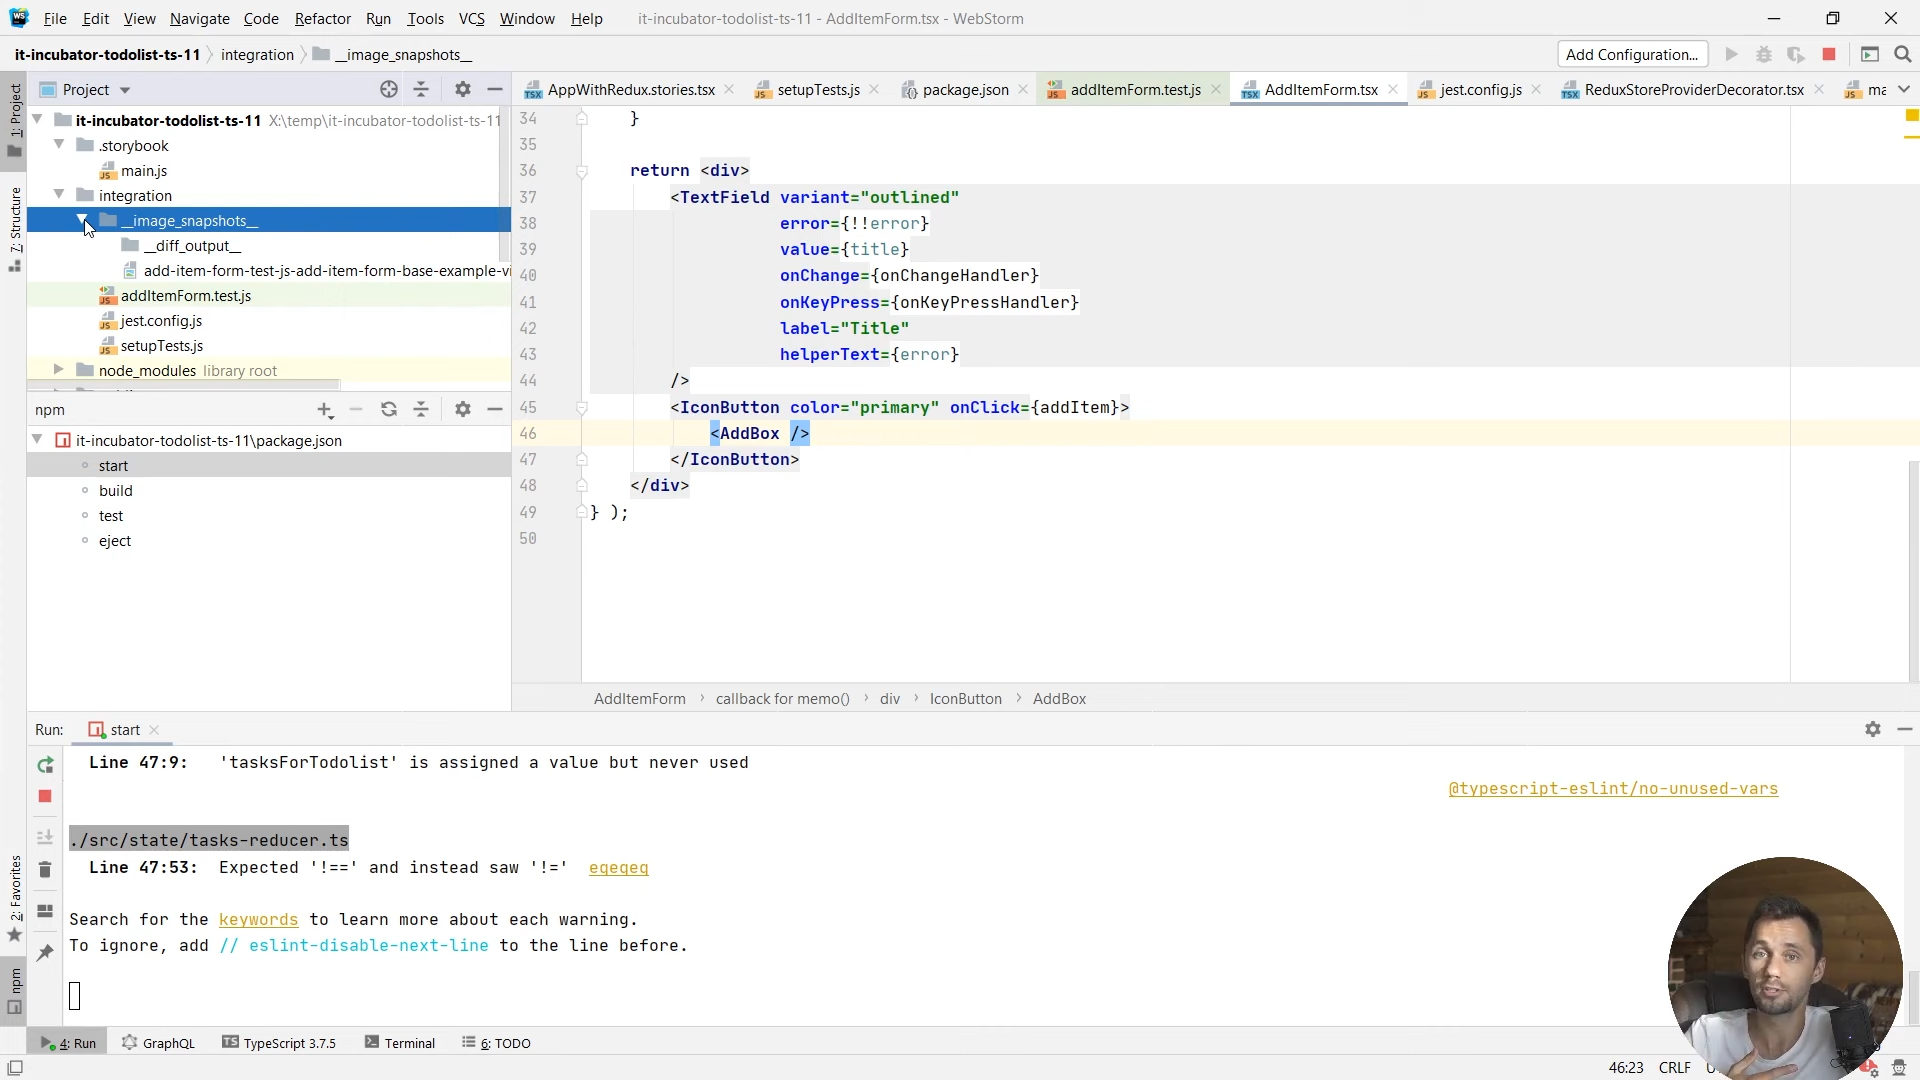 WS File Edit View Navigate Code Refactor Run Tools VCS Window Help it-incubator-todolist-ts-11 - AddItemForm.tsx - WebStorm
it-incubator-todolist-ts-11 integration __image_snapshots__ Add Configuration...
1: Project
7: Structure
2: Favorites
npm
Project
it-incubator-todolist-ts-11 X:\temp\it-incubator-todolist-ts-11
.storybook
main.js
integration
__image_snapshots__
__diff_output__
add-item-form-test-js-add-item-form-base-example-vi
addItemForm.test.js
jest.config.js
setupTests.js
node_modules library root
npm
it-incubator-todolist-ts-11\package.json
start
build
test
eject
AppWithRedux.stories.tsx setupTests.js package.json addItemForm.test.js AddItemForm.tsx jest.config.js ReduxStoreProviderDecorator.tsx ma
34 }
35
36 return <div>
37 <TextField variant="outlined"
38 error={!!error}
39 value={title}
40 onChange={onChangeHandler}
41 onKeyPress={onKeyPressHandler}
42 label="Title"
43 helperText={error}
44 />
45 <IconButton color="primary" onClick={addItem}>
46 <AddBox />
47 </IconButton>
48 </div>
49 } );
50
AddItemForm callback for memo() div IconButton AddBox
Run: start
Line 47:9: 'tasksForTodolist' is assigned a value but never used
@typescript-eslint/no-unused-vars
./src/state/tasks-reducer.ts
Line 47:53: Expected '!==' and instead saw '!=' eqeqeq
Search for the keywords to learn more about each warning.
To ignore, add // eslint-disable-next-line to the line before.
4: Run GraphQL TypeScript 3.7.5 Terminal 6: TODO
46:23 CRLF